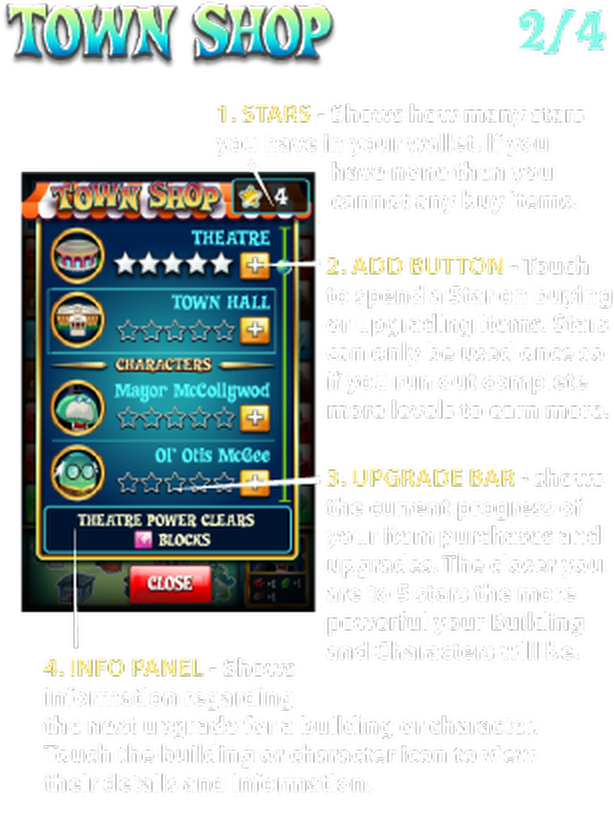 TOWN SHOP
2/4
1. STARS - Shows how many stars
you have in your wallet. If you
have none then you
cannot any buy items.
TOWN SHOP
4
THEATRE
TOWN HALL
CHARACTERS
Mayor McCollywod
Ol' Otis McGee
THEATRE POWER CLEARS
BLOCKS
CLOSE
2. ADD BUTTON - Touch
to spend a Star on buying
or upgrading items. Stars
can only be used once so
if you run out complete
more levels to earn more.
3. UPGRADE BAR - shows
the current progress of
your item purchases and
upgrades. The closer you
are to 5 stars the more
powerful your Building
and Characters will be.
4. INFO PANEL - Shows
information regarding
the next upgrade for a building or character.
Touch the building or character icon to view
their details and information.